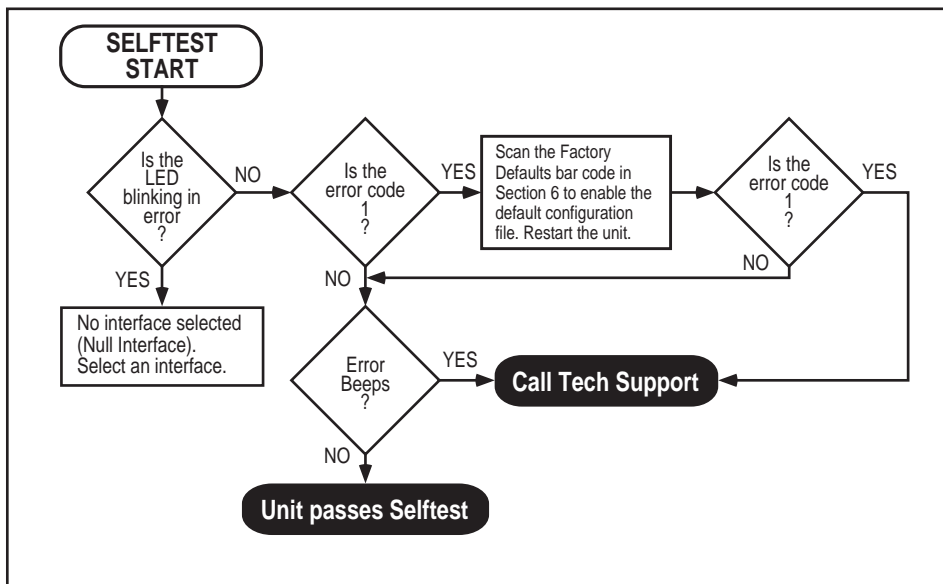 SELFTEST
START
Is the
LED
blinking in
error
?
NO
YES
No interface selected
(Null Interface).
Select an interface.
Is the
error code
1
?
YES
NO
Scan the Factory
Defaults bar code in
Section 6 to enable the
default configuration
file. Restart the unit.
Is the
error code
1
?
YES
NO
Error
Beeps
?
YES
Call Tech Support
NO
Unit passes Selftest